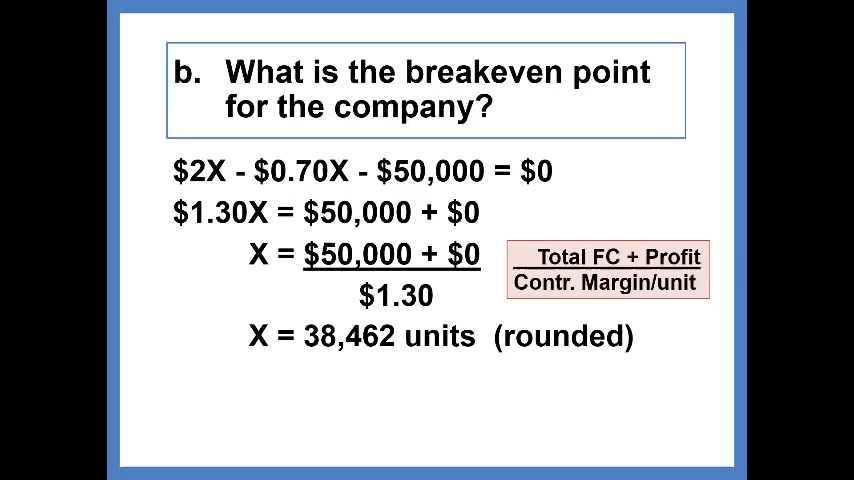 b. What is the breakeven point
for the company?
$2X - $0.70X - $50,000 = $0
$1.30X = $50,000 + $0
X = $50,000 + $0
$1.30
Total FC + Profit
Contr. Margin/unit
X = 38,462 units (rounded)